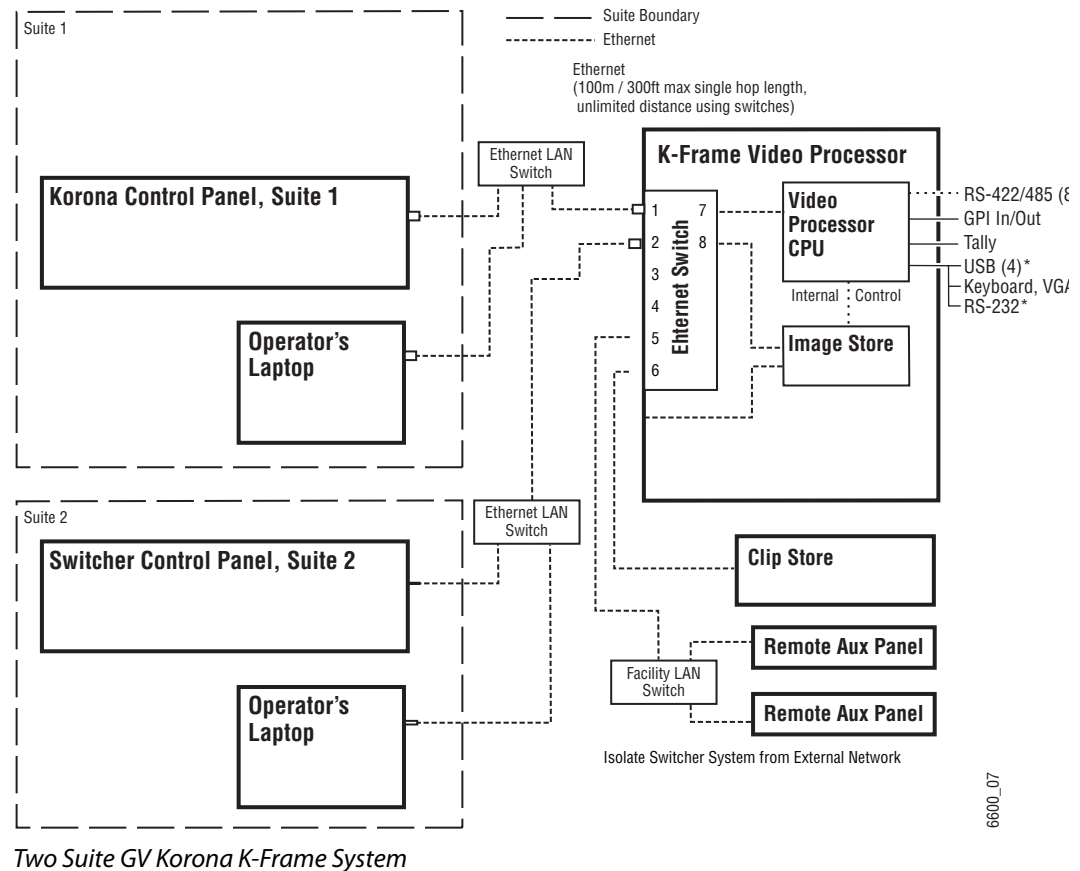 Suite 1
Suite Boundary
Ethernet
Ethernet
(100m / 300ft max single hop length,
unlimited distance using switches)
Ethernet LAN
Switch
Korona Control Panel, Suite 1
Operator's
Laptop
K-Frame Video Processor
1
2
3
4
5
6
7
8
Ehternet Switch
Video
Processor
CPU
Internal Control
Image Store
RS-422/485 (8
GPI In/Out
Tally
USB (4)*
Keyboard, VGA
RS-232*
Suite 2
Ethernet LAN
Switch
Switcher Control Panel, Suite 2
Operator's
Laptop
Clip Store
Remote Aux Panel
Facility LAN
Switch
Remote Aux Panel
Isolate Switcher System from External Network
6600_07
Two Suite GV Korona K-Frame System